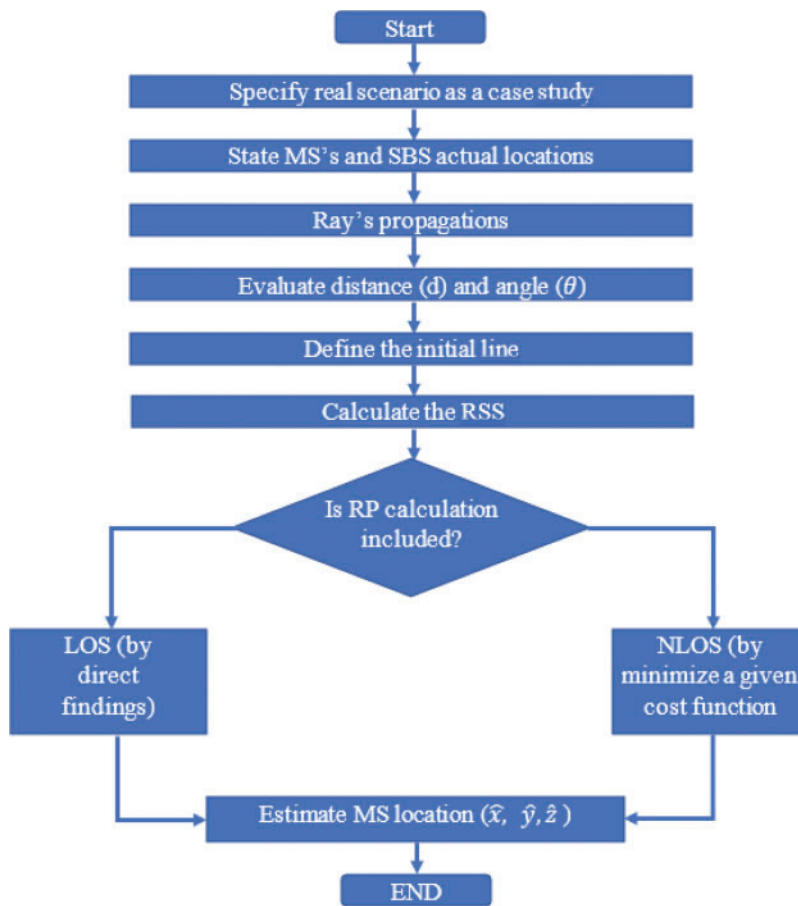 Start
Specify real scenario as a case study
State MS's and SBS actual locations
Ray's propagations
Evaluate distance (d) and angle (θ)
Define the initial line
Calculate the RSS
Is RP calculation
included?
LOS (by
direct
findings)
NLOS (by
minimize a given
cost function
Estimate MS location (x̂, ŷ, ẑ )
END